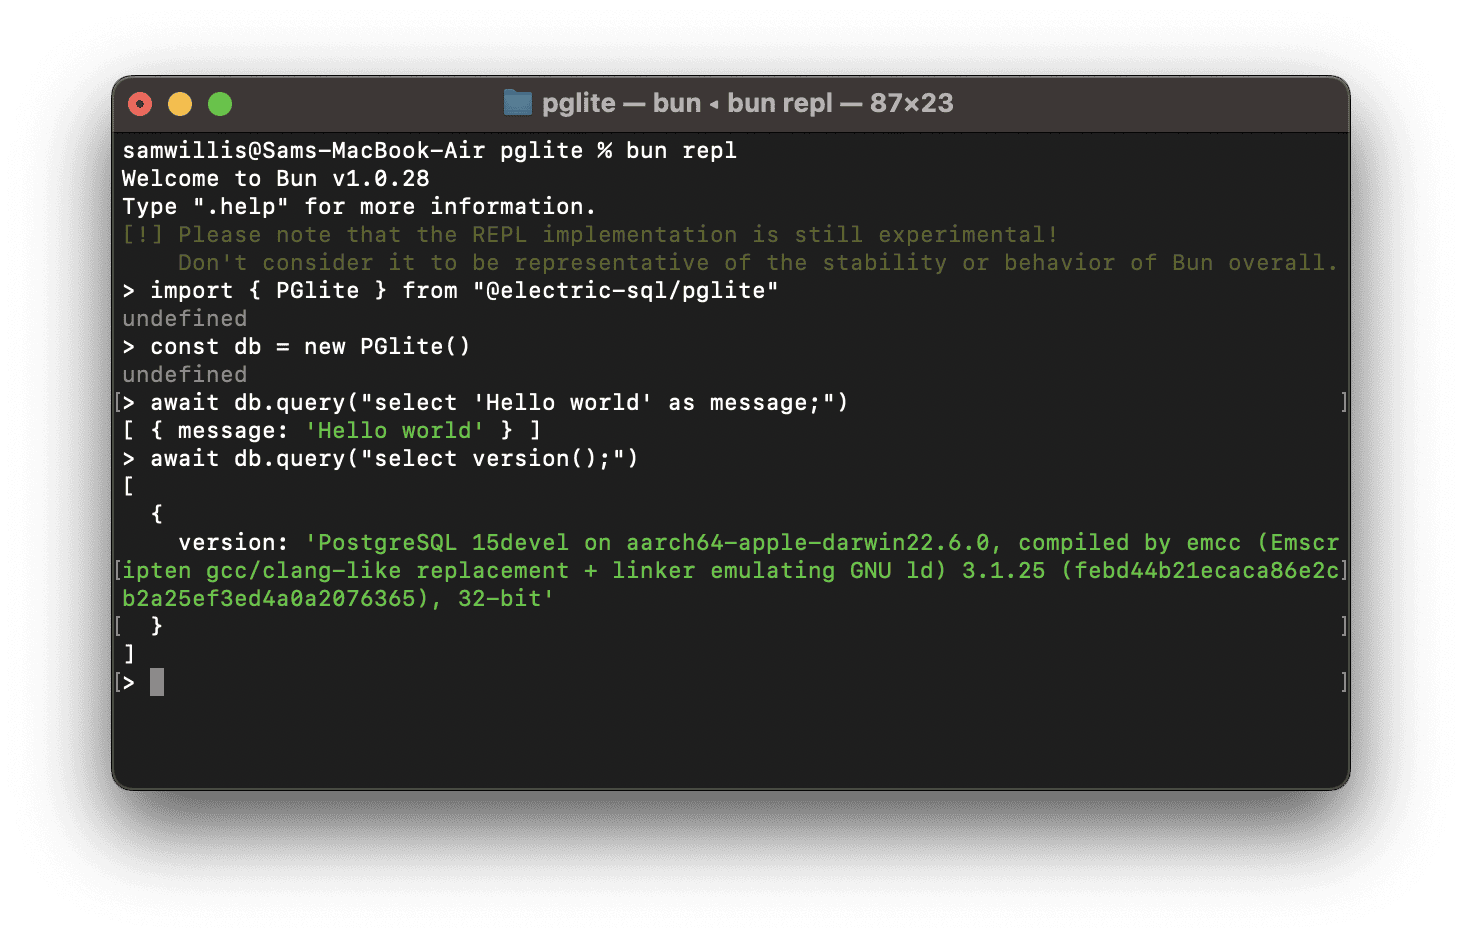 pglite — bun ◂ bun repl — 87×23
samwillis@Sams-MacBook-Air pglite % bun repl
Welcome to Bun v1.0.28
Type ".help" for more information.
[!] Please note that the REPL implementation is still experimental!
    Don't consider it to be representative of the stability or behavior of Bun overall.
> import { PGlite } from "@electric-sql/pglite"
undefined
> const db = new PGlite()
undefined
[> await db.query("select 'Hello world' as message;") ]
[ { message: 'Hello world' } ]
> await db.query("select version();")
[
  {
    version: 'PostgreSQL 15devel on aarch64-apple-darwin22.6.0, compiled by emcc (Emscr
[ipten gcc/clang-like replacement + linker emulating GNU ld) 3.1.25 (febd44b21ecaca86e2c]
b2a25ef3ed4a0a2076365), 32-bit'
[  } ]
]
[> ]